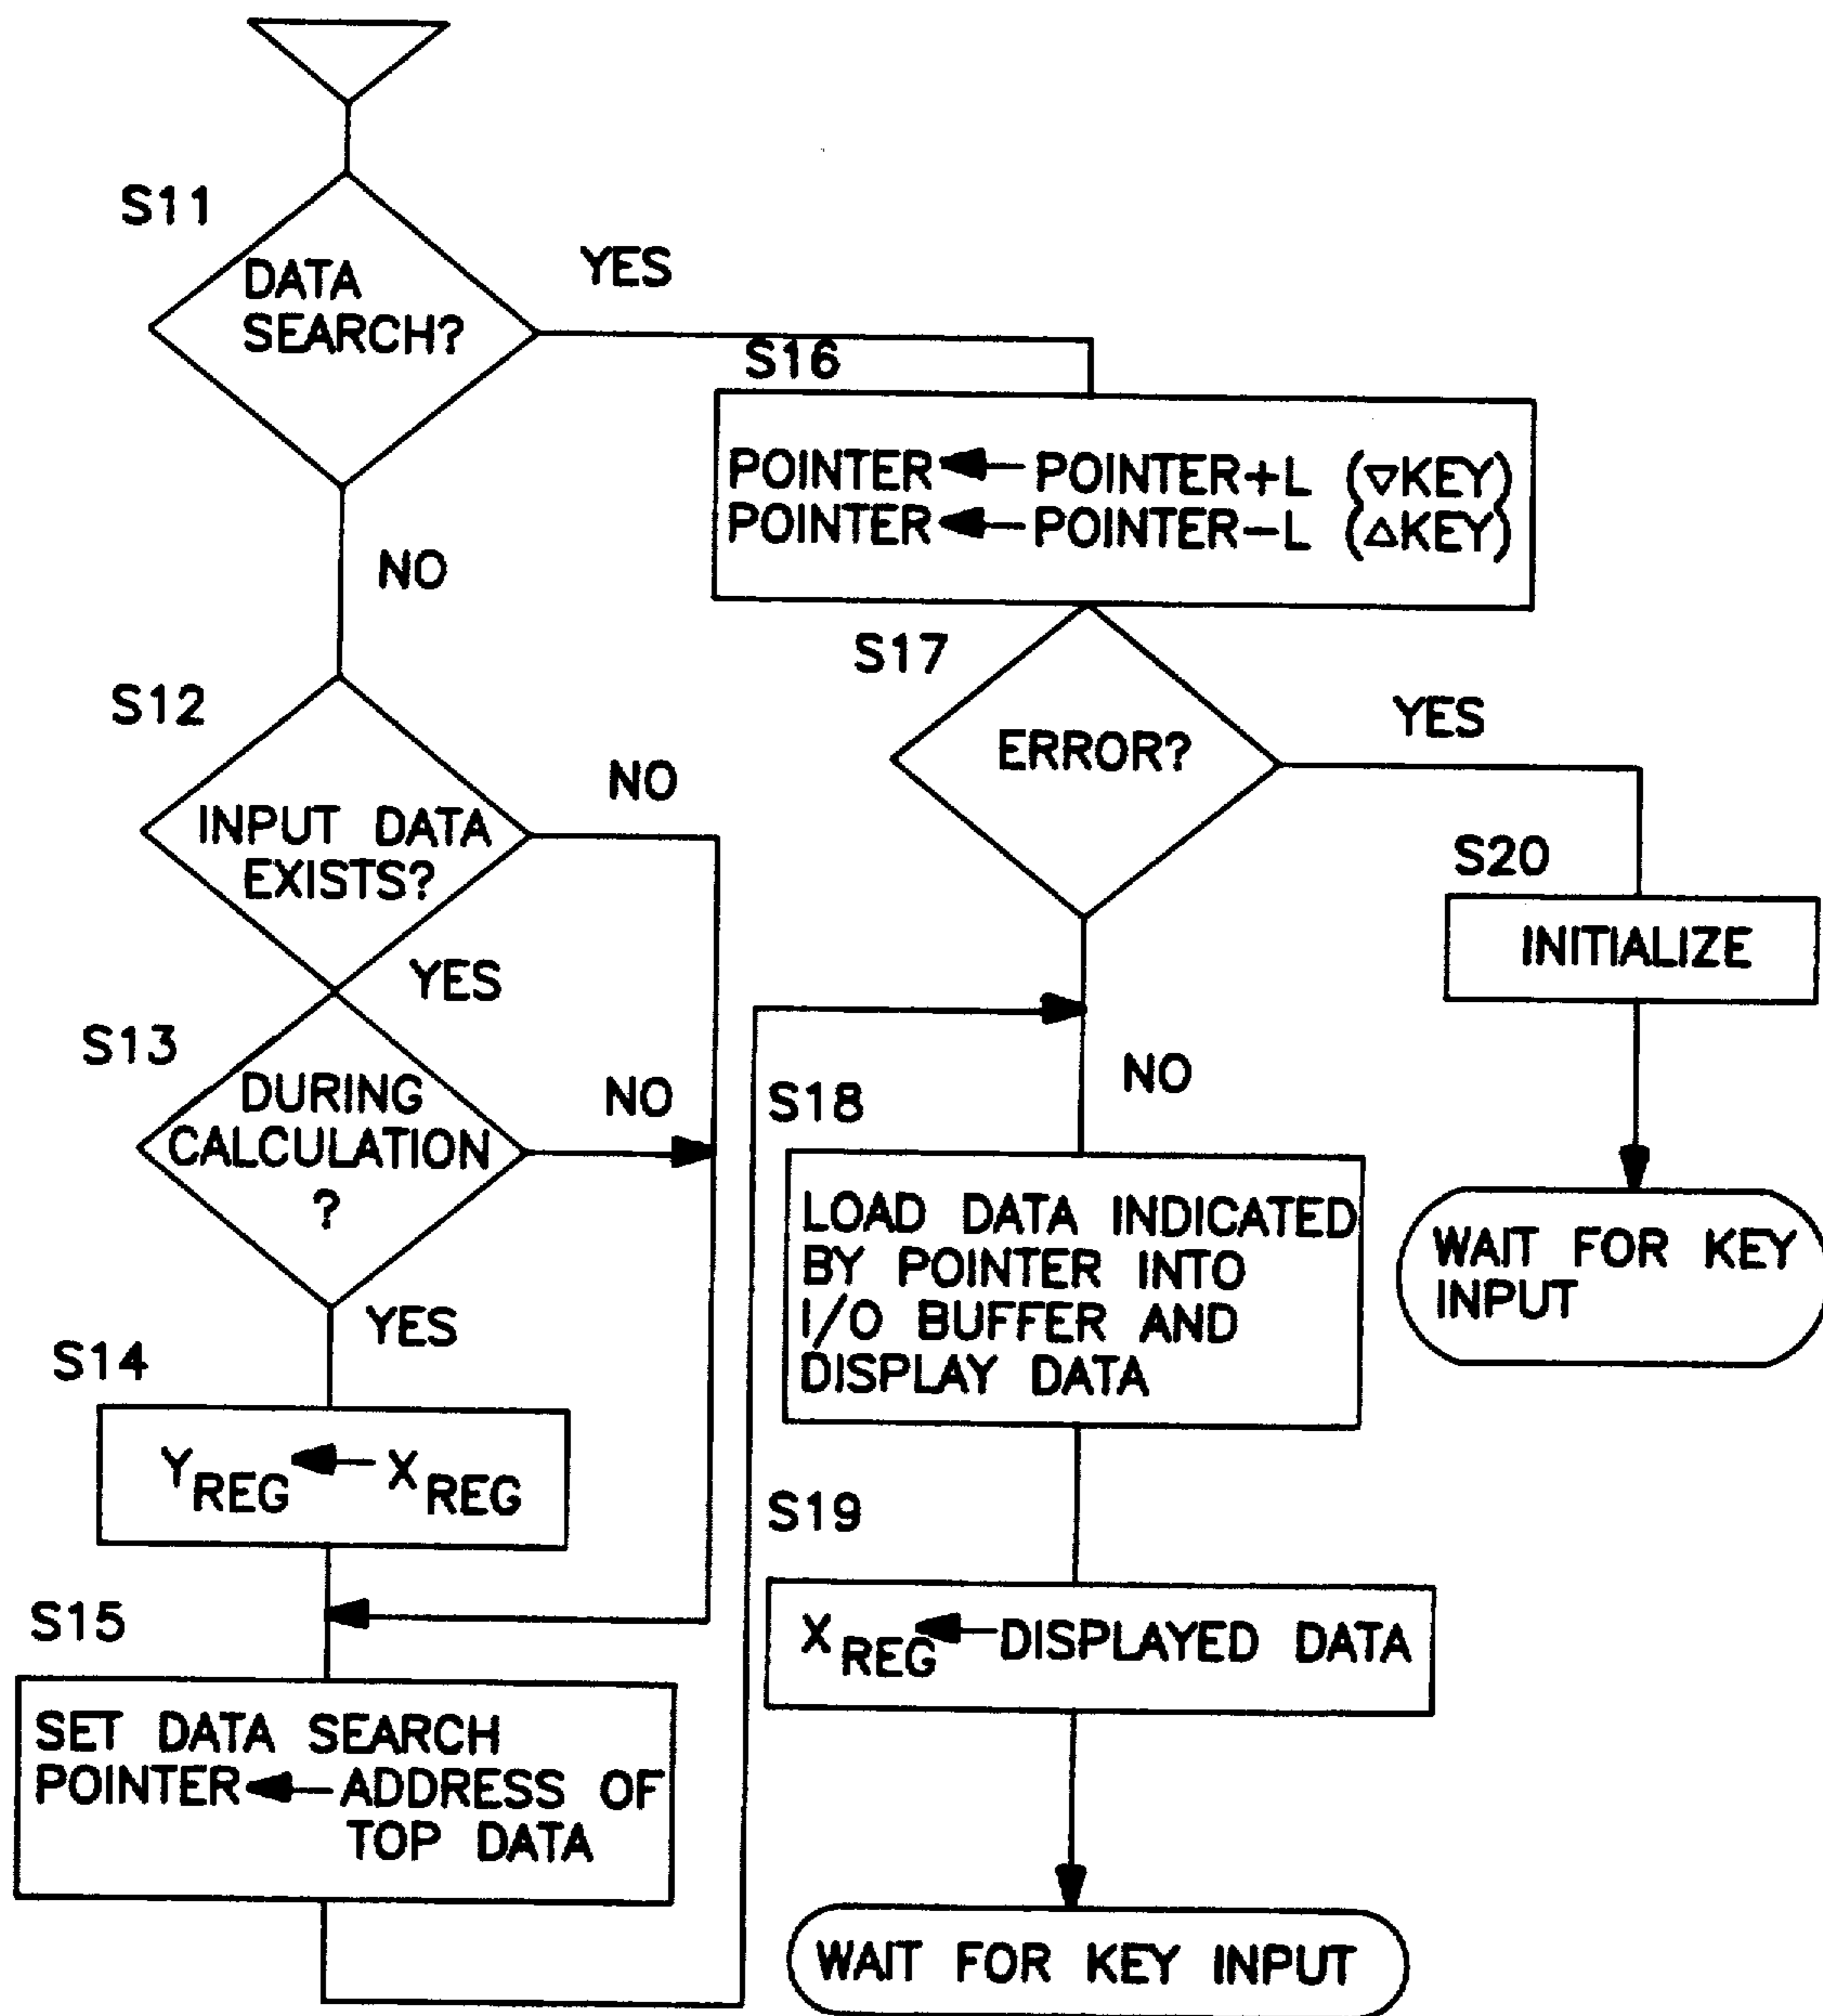 S11
DATA
SEARCH?
YES
NO
S12
INPUT DATA
EXISTS?
NO
YES
S13
DURING
CALCULATION
?
NO
YES
S14
YREG ← XREG
S15
SET DATA SEARCH
POINTER ← ADDRESS OF
TOP DATA
S16
POINTER ← POINTER+L (▽KEY)
POINTER ← POINTER−L (△KEY)
S17
ERROR?
YES
NO
S18
LOAD DATA INDICATED
BY POINTER INTO
I/O BUFFER AND
DISPLAY DATA
S19
XREG ← DISPLAYED DATA
WAIT FOR KEY INPUT
S20
INITIALIZE
WAIT FOR KEY
INPUT